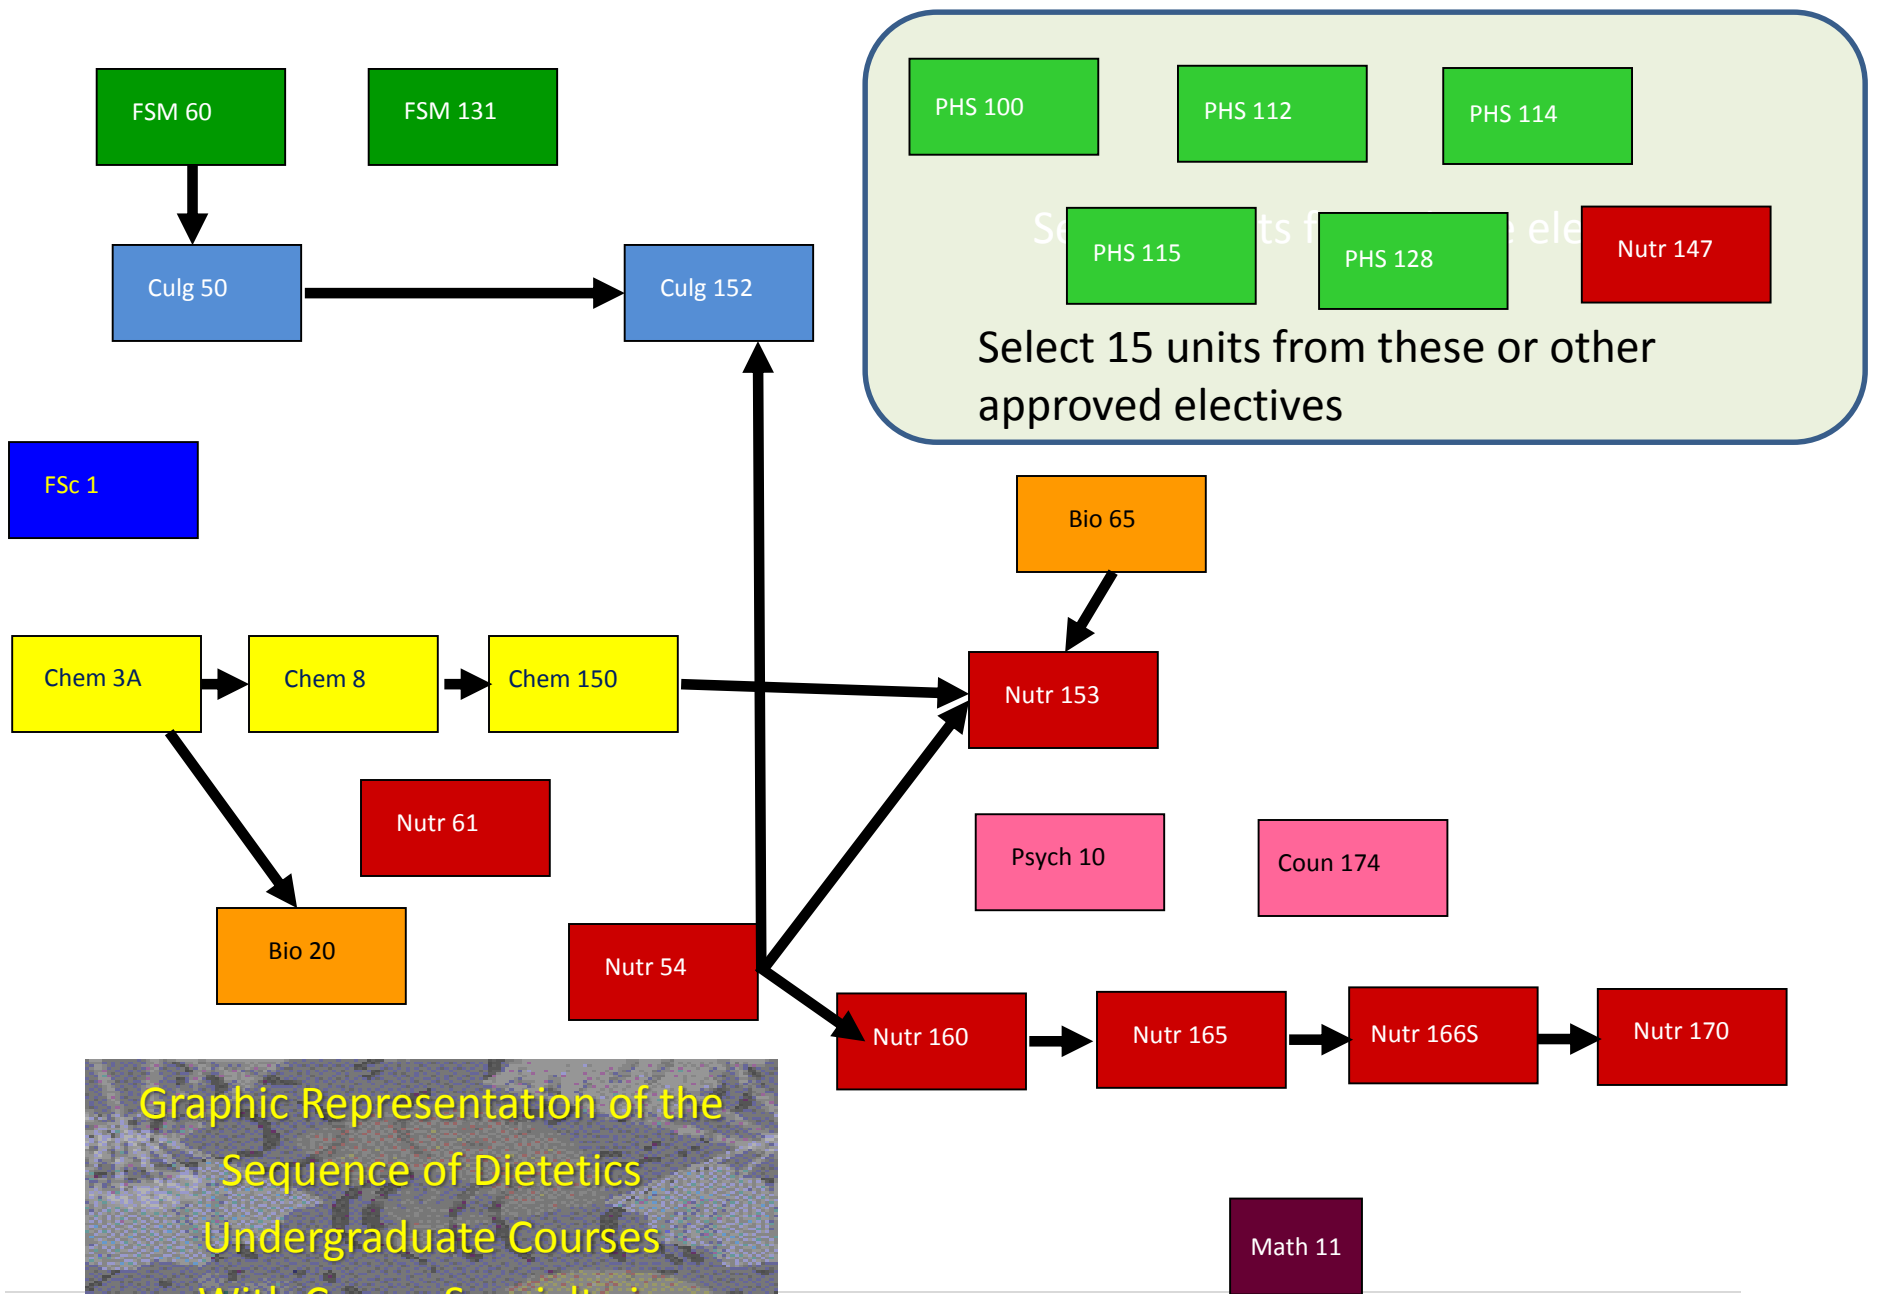 FSM 60
FSM 131
PHS 100
PHS 112
PHS 114
PHS 115
PHS 128
Nutr 147
Select 15 units from these or other
approved electives
Culg 50
Culg 152
FSc 1
Bio 65
Chem 3A
Chem 8
Chem 150
Nutr 153
Nutr 61
Psych 10
Coun 174
Bio 20
Nutr 54
Nutr 160
Nutr 165
Nutr 166S
Nutr 170
Graphic Representation of the
Sequence of Dietetics
Undergraduate Courses
Math 11